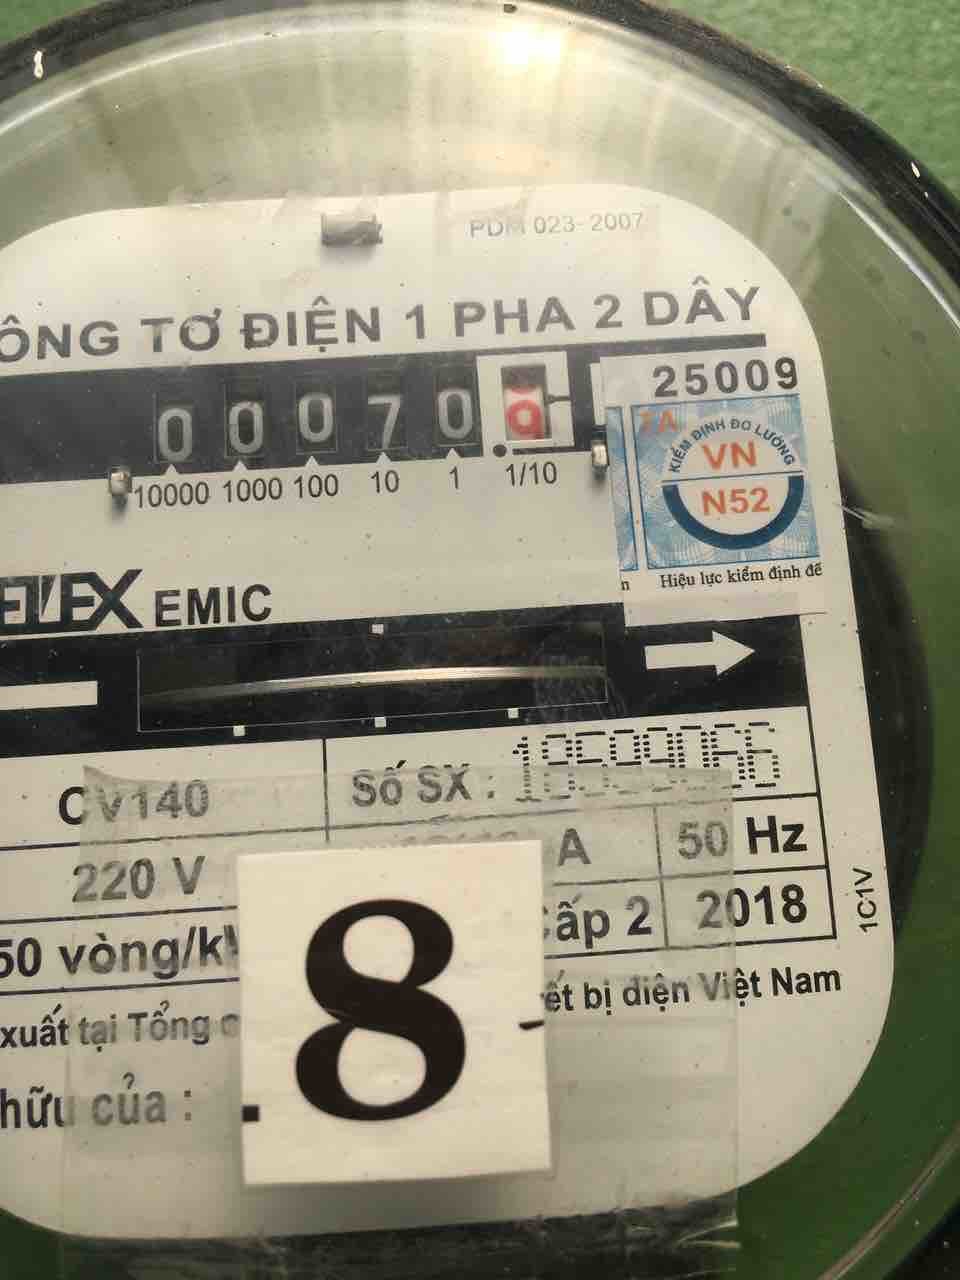 PDM 023-2007
ÔNG TƠ ĐIỆN 1 PHA 2 DÂY
0 0 0 7 0 9
25009
10000 1000 100 10 1 1/10
7A
KIỂM ĐỊNH ĐO LƯỜNG
VN
N52
Hiệu lực kiểm định đế
EMIC
CV140
Số SX : 18599066
220 V
A
50 Hz
50 vòng/k
Cấp 2
2018
1C1V
xuất tại Tổng c
ết bị điện Việt Nam
hữu của :
.8